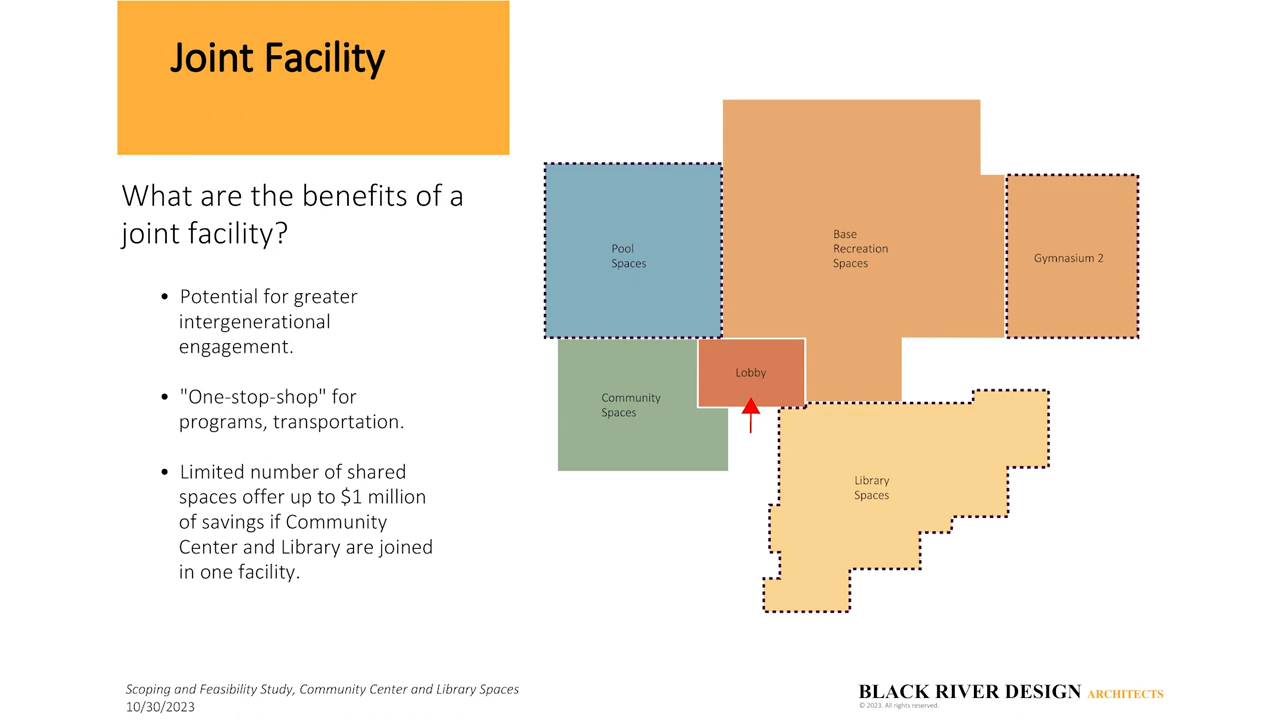 Joint Facility
What are the benefits of a
joint facility?
• Potential for greater
intergenerational
engagement.
• "One-stop-shop" for
programs, transportation.
• Limited number of shared
spaces offer up to $1 million
of savings if Community
Center and Library are joined
in one facility.
Pool
Spaces
Base
Recreation
Spaces
Gymnasium 2
Lobby
Community
Spaces
Library
Spaces
Scoping and Feasibility Study, Community Center and Library Spaces
10/30/2023
BLACK RIVER DESIGN ARCHITECTS
© 2023. All rights reserved.